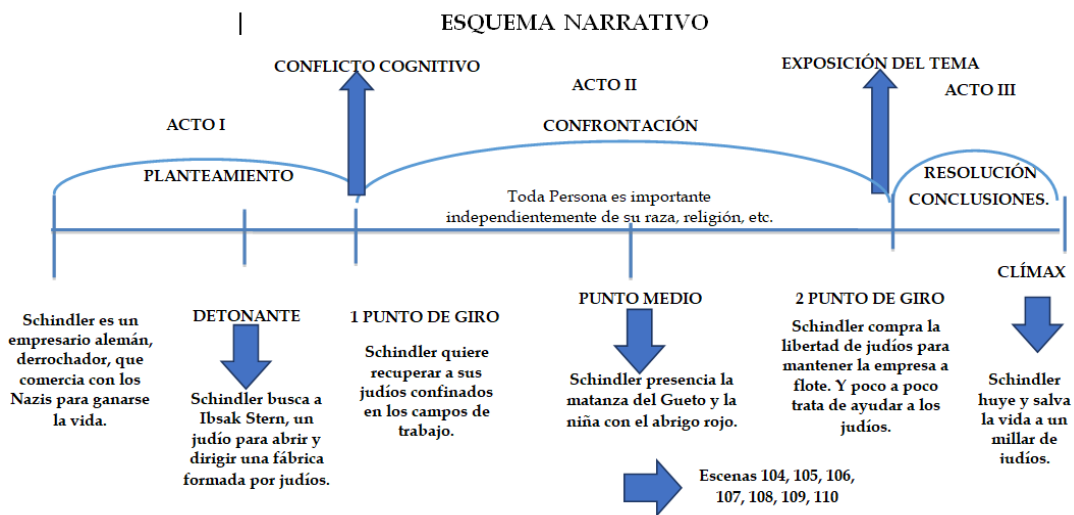 ESQUEMA NARRATIVO
CONFLICTO COGNITIVO
EXPOSICIÓN DEL TEMA
ACTO I
ACTO II
ACTO III
PLANTEAMIENTO
CONFRONTACIÓN
RESOLUCIÓN
CONCLUSIONES.
Toda Persona es importante
independientemente de su raza, religión, etc.
Schindler es un
empresario alemán,
derrochador, que
comercia con los
Nazis para ganarse
la vida.
DETONANTE
Schindler busca a
Ibsak Stern, un
judío para abrir y
dirigir una fábrica
formada por judíos.
1 PUNTO DE GIRO
Schindler quiere
recuperar a sus
judíos confinados
en los campos de
trabajo.
PUNTO MEDIO
Schindler presencia la
matanza del Gueto y la
niña con el abrigo rojo.
Escenas 104, 105, 106,
107, 108, 109, 110
2 PUNTO DE GIRO
Schindler compra la
libertad de judíos para
mantener la empresa a
flote. Y poco a poco
trata de ayudar a los
judíos.
CLÍMAX
Schindler
huye y salva
la vida a un
millar de
judíos.